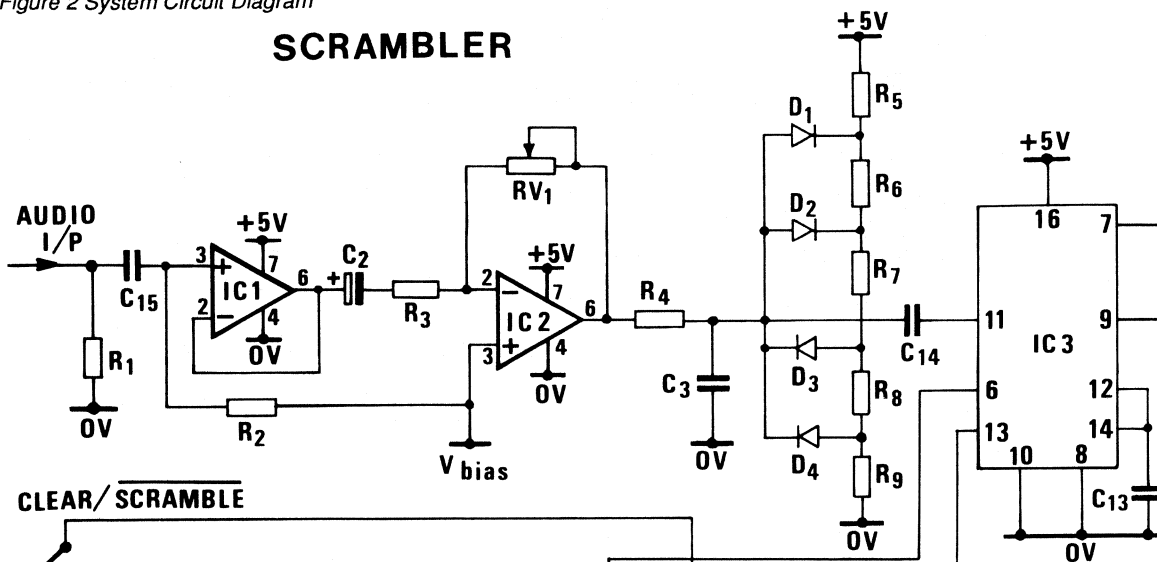 Figure 2 System Circuit Diagram
SCRAMBLER
+5V
R5
D1
+5V
RV1
R6
16
7
AUDIO
I/P
+5V
D2
3
+
7
6
+
C2
+5V
R7
IC1
2
−
7
C15
2
−
4
R3
IC2
6
R4
11
9
0V
3
+
4
C14
IC3
R1
D3
12
0V
C3
R8
6
14
R2
13
0V
D4
10
8
Vbias
0V
R9
C13
CLEAR/SCRAMBLE
0V
0V